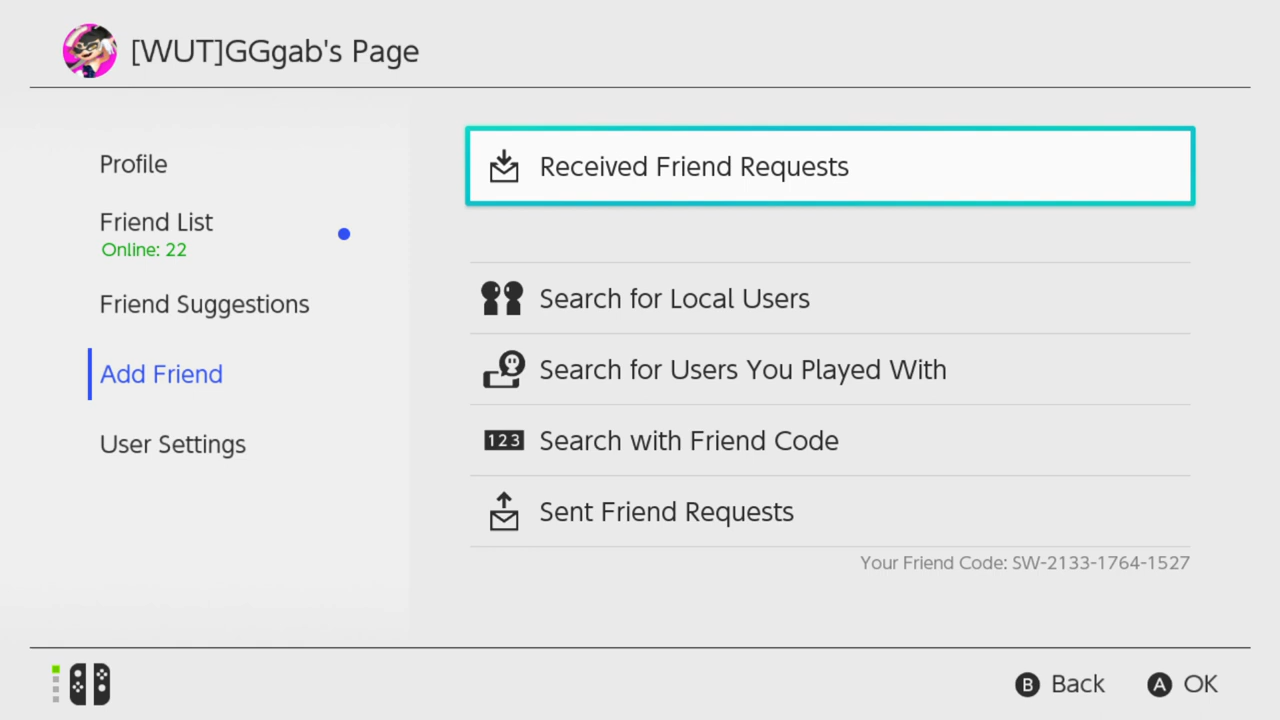 [WUT]GGgab's Page
Profile
Friend List
Online: 22
Friend Suggestions
Add Friend
User Settings
Received Friend Requests
Search for Local Users
Search for Users You Played With
123 Search with Friend Code
Sent Friend Requests
Your Friend Code: SW-2133-1764-1527
B Back
A OK